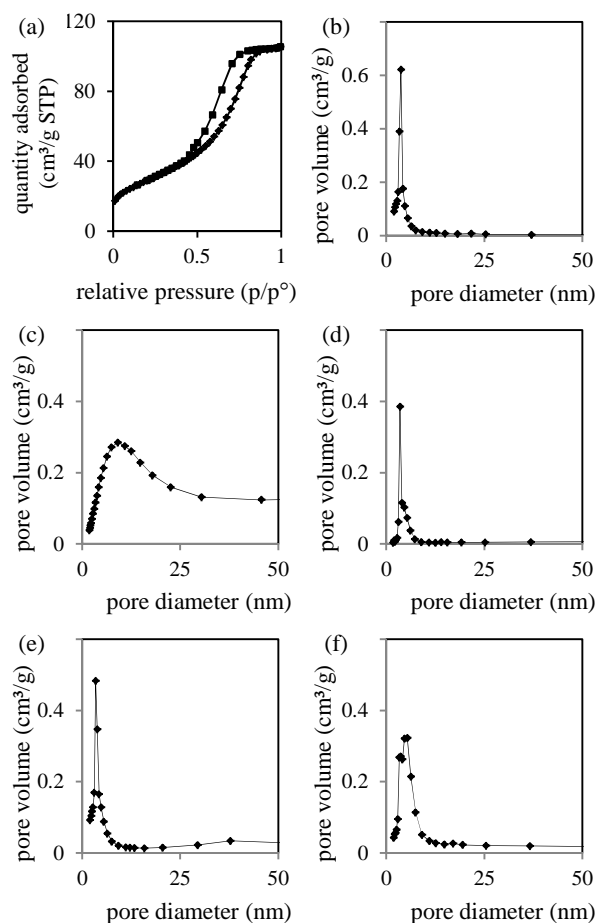 (a)
120
80
40
0
0 0.5 1
quantity adsorbed
(cm³/g STP)
relative pressure (p/p°)
(b)
0.6
0.4
0.2
0
0 25 50
pore volume (cm³/g)
pore diameter (nm)
(c)
0.4
0.2
0
0 25 50
pore volume (cm³/g)
pore diameter (nm)
(d)
0.4
0.2
0
0 25 50
pore volume (cm³/g)
pore diameter (nm)
(e)
0.4
0.2
0
0 25 50
pore volume (cm³/g)
pore diameter (nm)
(f)
0.4
0.2
0
0 25 50
pore volume (cm³/g)
pore diameter (nm)